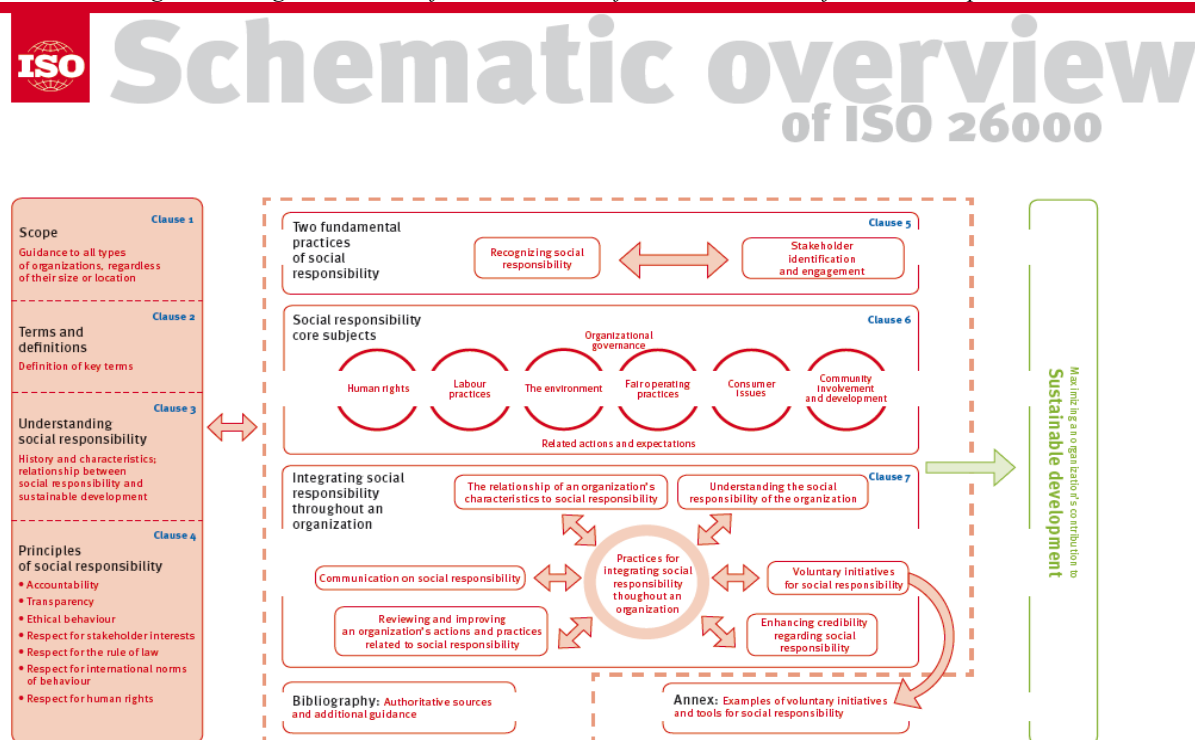 ISO
Schematic overview
of ISO 26000
Clause 1
Scope
Guidance to all types
of organizations, regardless
of their size or location
Clause 2
Terms and
definitions
Definition of key terms
Clause 3
Understanding
social responsibility
History and characteristics;
relationship between
social responsibility and
sustainable development
Clause 4
Principles
of social responsibility
• Accountability
• Transparency
• Ethical behaviour
• Respect for stakeholder interests
• Respect for the rule of law
• Respect for international norms
of behaviour
• Respect for human rights
Two fundamental
practices
of social
responsibility
Clause 5
Recognizing social
responsibility
Stakeholder
identification
and engagement
Social responsibility
core subjects
Clause 6
Organizational
governance
Human rights
Labour
practices
The environment
Fair operating
practices
Consumer
issues
Community
involvement
and development
Related actions and expectations
Integrating social
responsibility
throughout an
organization
Clause 7
The relationship of an organization's
characteristics to social responsibility
Understanding the social
responsibility of the organization
Practices for
integrating social
responsibility
thoughout an
organization
Communication on social responsibility
Voluntary initiatives
for social responsibility
Reviewing and improving
an organization's actions and practices
related to social responsibility
Enhancing credibility
regarding social
responsibility
Bibliography: Authoritative sources
and additional guidance
Annex: Examples of voluntary initiatives
and tools for social responsibility
Maximizing an organization's contribution to
Sustainable development